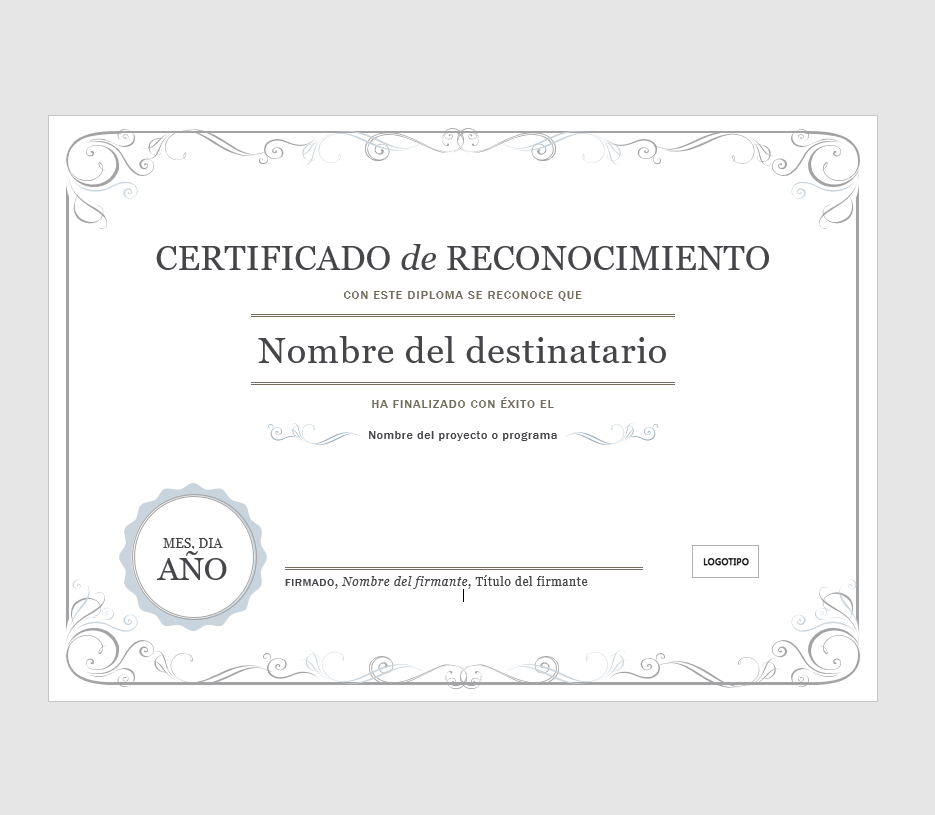 CERTIFICADO de RECONOCIMIENTO
CON ESTE DIPLOMA SE RECONOCE QUE
Nombre del destinatario
HA FINALIZADO CON ÉXITO EL
Nombre del proyecto o programa
MES, DIA
AÑO
FIRMADO, Nombre del firmante, Título del firmante
LOGOTIPO